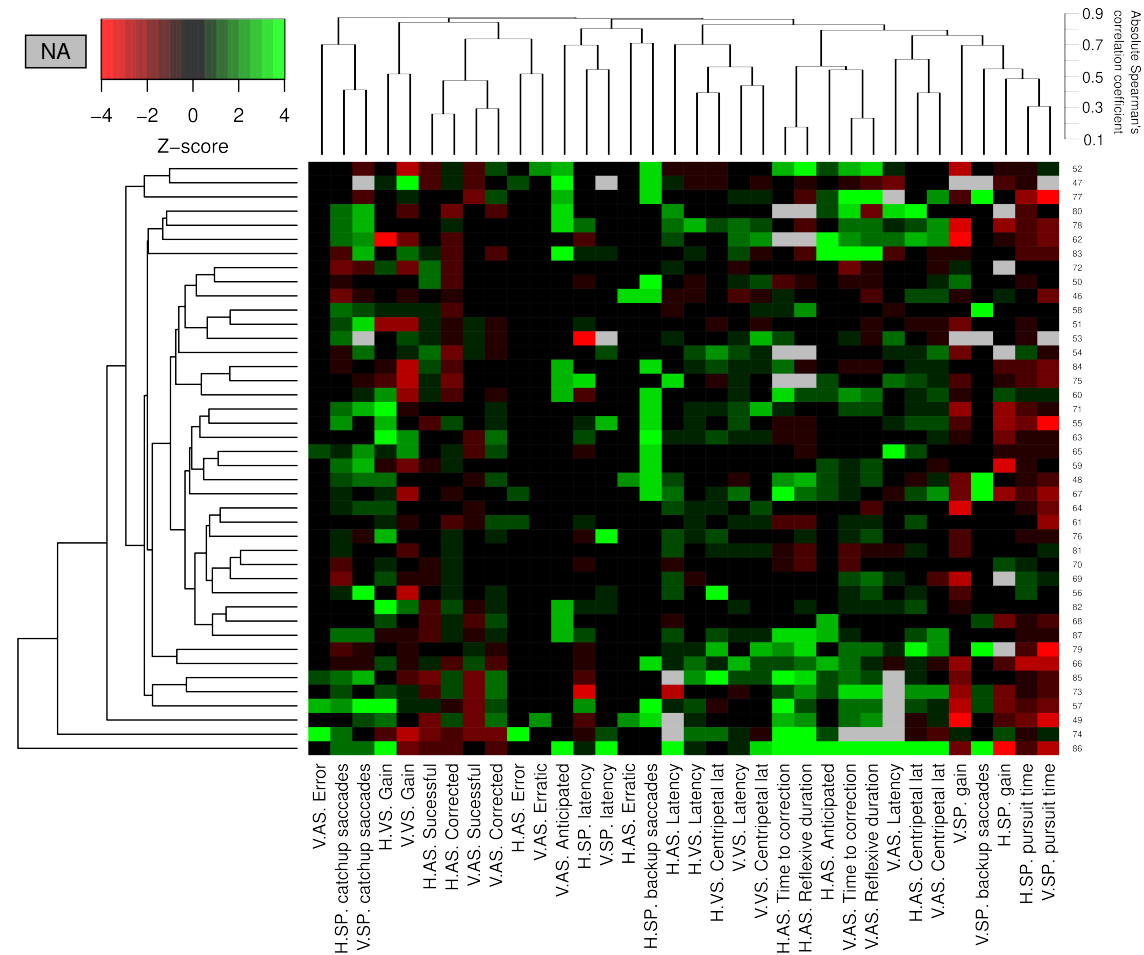 NA
−4 −2 0 2 4
Z−score
0.9
0.7
0.5
0.3
0.1
Absolute Spearman's
correlation coefficient
52
47
77
80
78
62
83
72
50
46
58
51
53
54
84
75
60
71
55
63
65
59
48
67
64
61
76
81
70
69
56
82
68
87
79
66
85
73
57
49
74
86
V.AS. Error
H.SP. catchup saccades
V.SP. catchup saccades
H.VS. Gain
V.VS. Gain
H.AS. Sucessful
H.AS. Corrected
V.AS. Sucessful
V.AS. Corrected
H.AS. Error
V.AS. Erratic
V.AS. Anticipated
H.SP. latency
V.SP. latency
H.AS. Erratic
H.SP. backup saccades
H.AS. Latency
H.VS. Latency
H.VS. Centripetal lat
V.VS. Latency
V.VS. Centripetal lat
H.AS. Time to correction
H.AS. Reflexive duration
H.AS. Anticipated
V.AS. Time to correction
V.AS. Reflexive duration
V.AS. Latency
H.AS. Centripetal lat
V.AS. Centripetal lat
V.SP. gain
V.SP. backup saccades
H.SP. gain
H.SP. pursuit time
V.SP. pursuit time